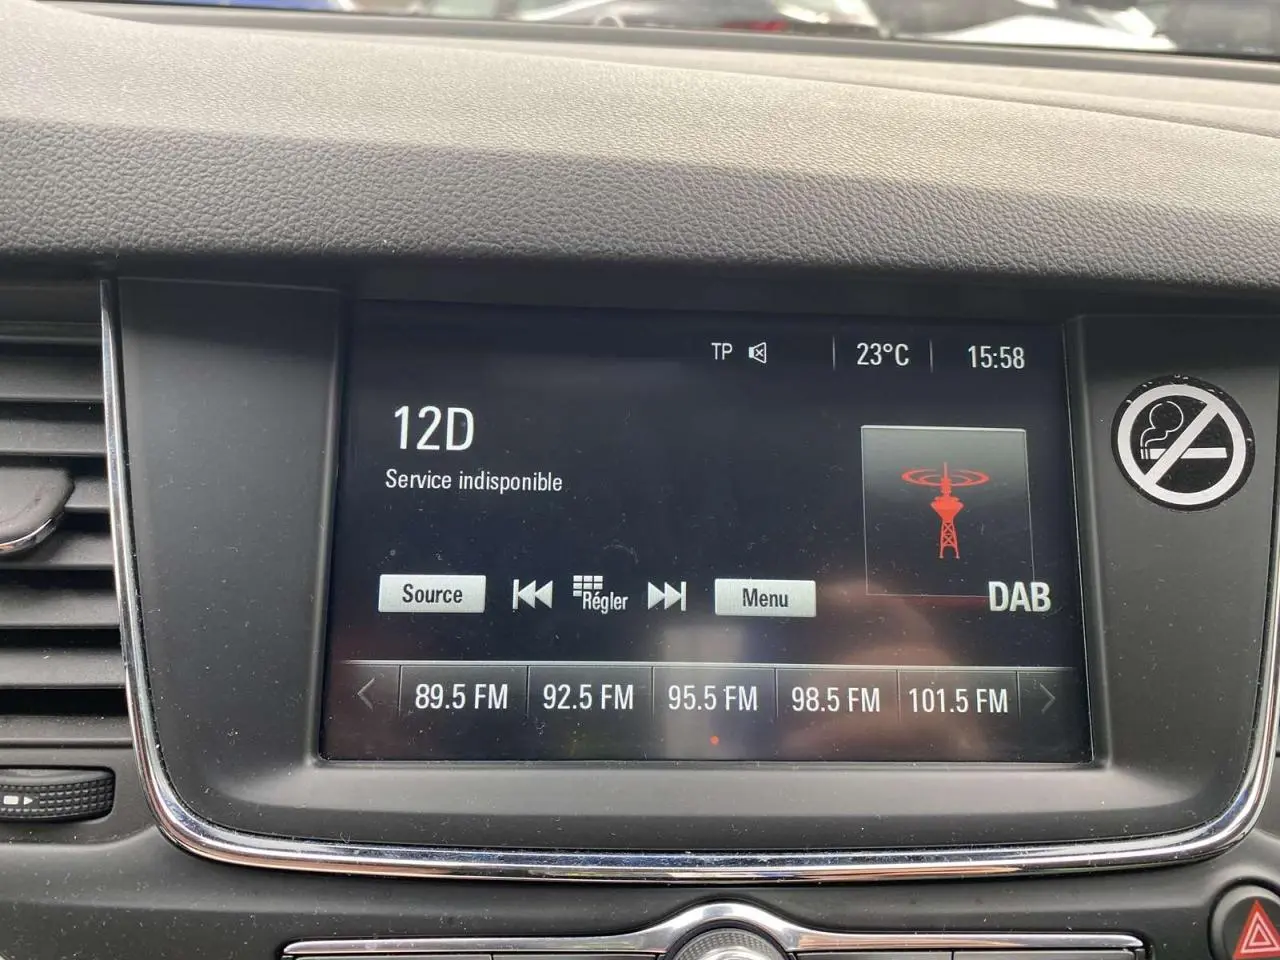 TP 23°C 15:58
12D
Service indisponible
Source Régler Menu
DAB
89.5 FM 92.5 FM 95.5 FM 98.5 FM 101.5 FM